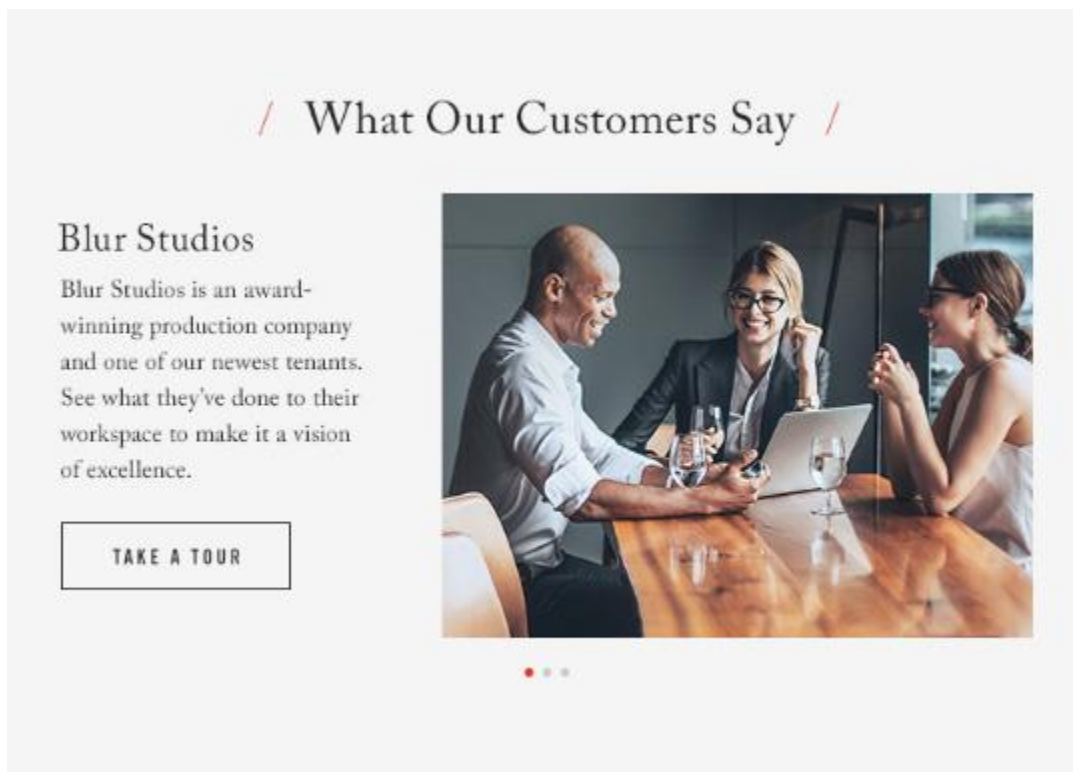 / What Our Customers Say /
Blur Studios
Blur Studios is an award-
winning production company
and one of our newest tenants.
See what they've done to their
workspace to make it a vision
of excellence.
TAKE A TOUR